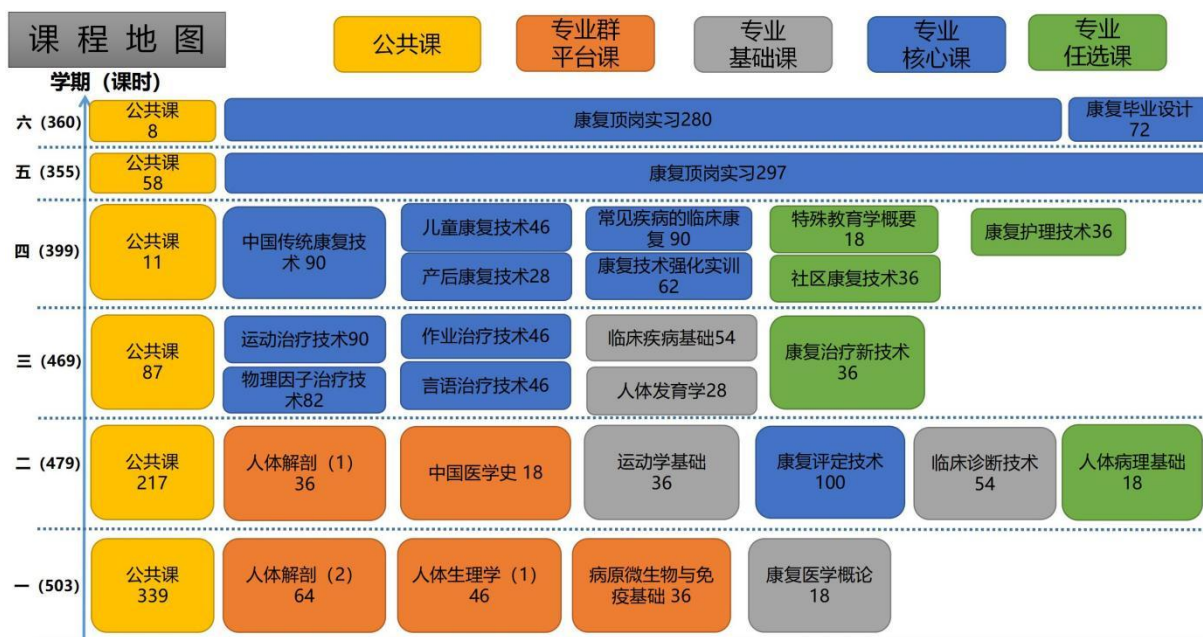 课程地图
公共课
专业群
平台课
专业
基础课
专业
核心课
专业
任选课
学期（课时）
六（360）
公共课
8
康复顶岗实习280
康复毕业设计
72
五（355）
公共课
58
康复顶岗实习297
四（399）
公共课
11
中国传统康复技
术 90
儿童康复技术46
产后康复技术28
常见疾病的临床康
复 90
康复技术强化实训
62
特殊教育学概要
18
社区康复技术36
康复护理技术36
三（469）
公共课
87
运动治疗技术90
物理因子治疗技
术82
作业治疗技术46
言语治疗技术46
临床疾病基础54
人体发育学28
康复治疗新技术
36
二（479）
公共课
217
人体解剖（1）
36
中国医学史 18
运动学基础
36
康复评定技术
100
临床诊断技术
54
人体病理基础
18
一（503）
公共课
339
人体解剖（2）
64
人体生理学（1）
46
病原微生物与免
疫基础 36
康复医学概论
18